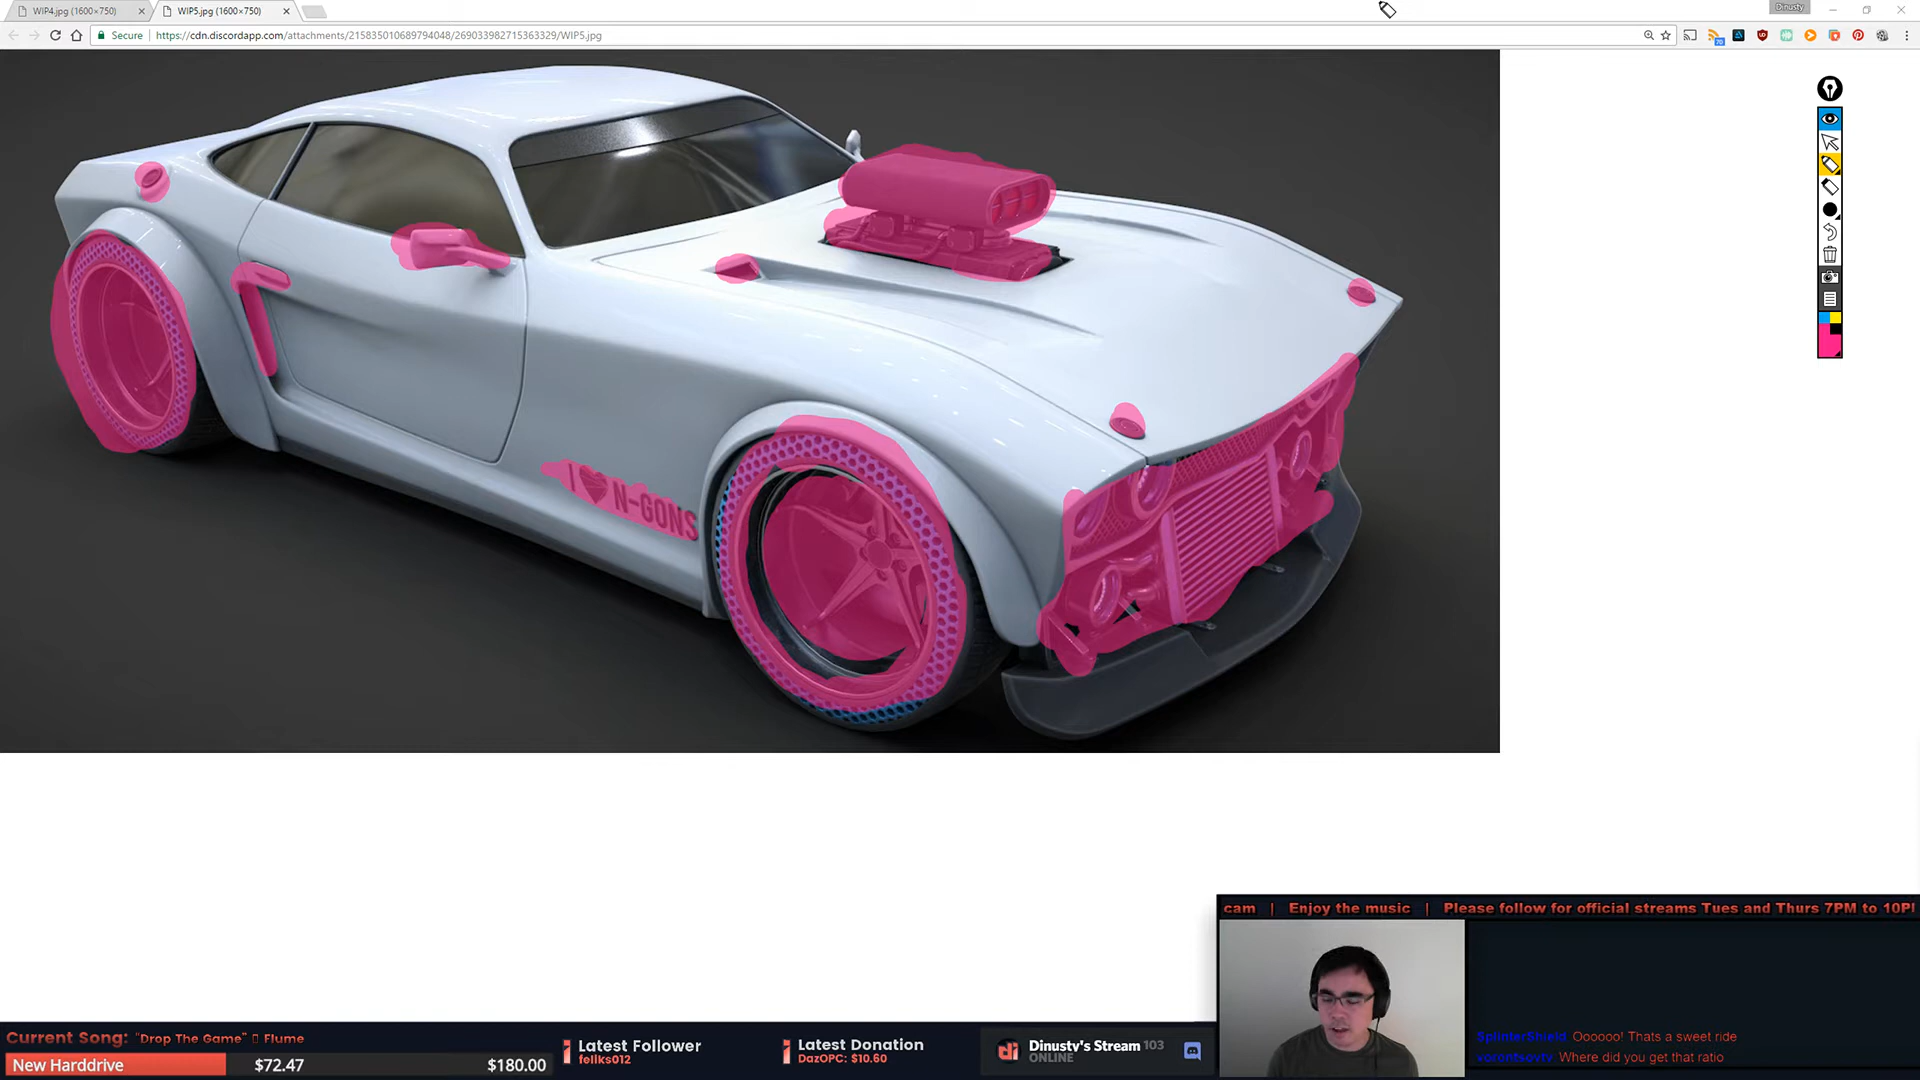 WIP4.jpg (1600×750)
WIP5.jpg (1600×750)
Dinusty
Secure
https://cdn.discordapp.com/attachments/215835010689794048/269033982715363329/WIP5.jpg
I ♥ N-GONS
cam | Enjoy the music | Please follow for official streams Tues and Thurs 7PM to 10P
SplinterShield Oooooo! Thats a sweet ride
vorontsovtv Where did you get that ratio
Current Song: "Drop The Game" Flume
New Harddrive $72.47 $180.00
Latest Follower
feliks012
Latest Donation
DazOPC: $10.60
di Dinusty's Stream 103
ONLINE